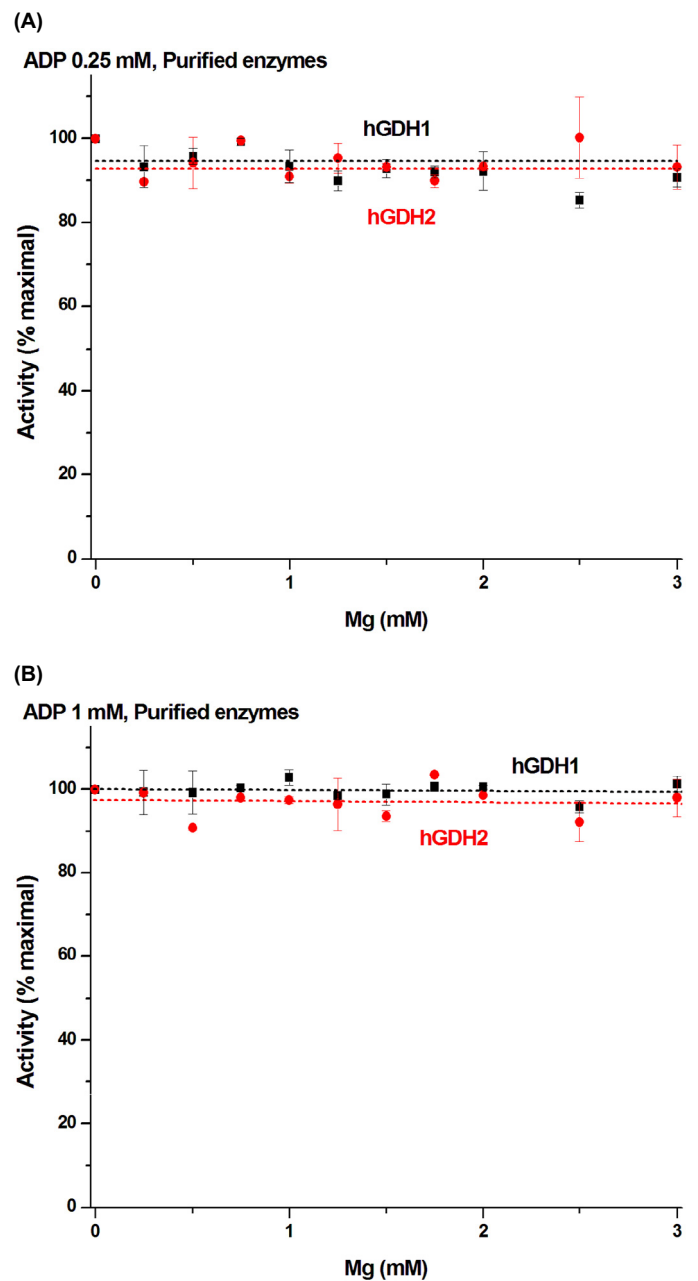 (A)
ADP 0.25 mM, Purified enzymes
hGDH1
hGDH2
Activity (% maximal)
100
80
60
40
20
0
0 1 2 3
Mg (mM)
(B)
ADP 1 mM, Purified enzymes
hGDH1
hGDH2
Activity (% maximal)
100
80
60
40
20
0
0 1 2 3
Mg (mM)